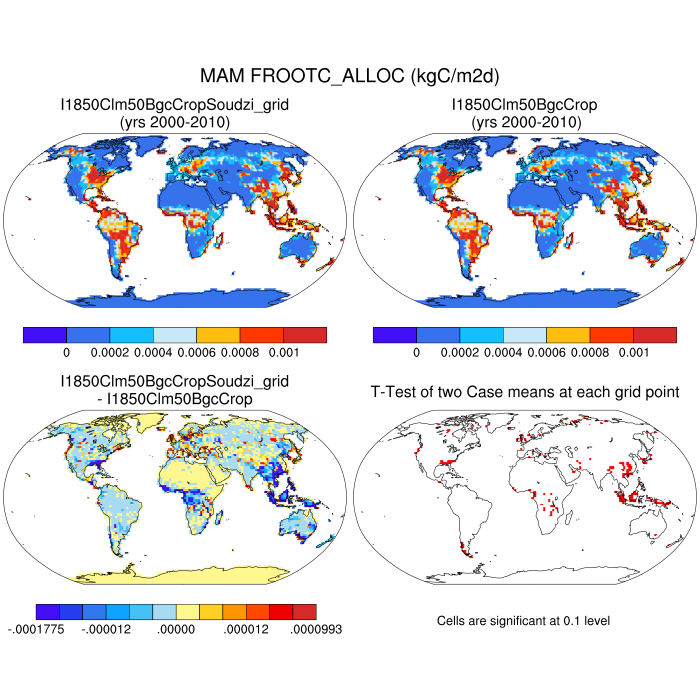 MAM FROOTC_ALLOC (kgC/m2d)
I1850Clm50BgcCropSoudzi_grid
(yrs 2000-2010)
I1850Clm50BgcCrop
(yrs 2000-2010)
0 0.0002 0.0004 0.0006 0.0008 0.001
0 0.0002 0.0004 0.0006 0.0008 0.001
I1850Clm50BgcCropSoudzi_grid
- I1850Clm50BgcCrop
T-Test of two Case means at each grid point
-.0001775 -.000012 .00000 .000012 .0000993
Cells are significant at 0.1 level